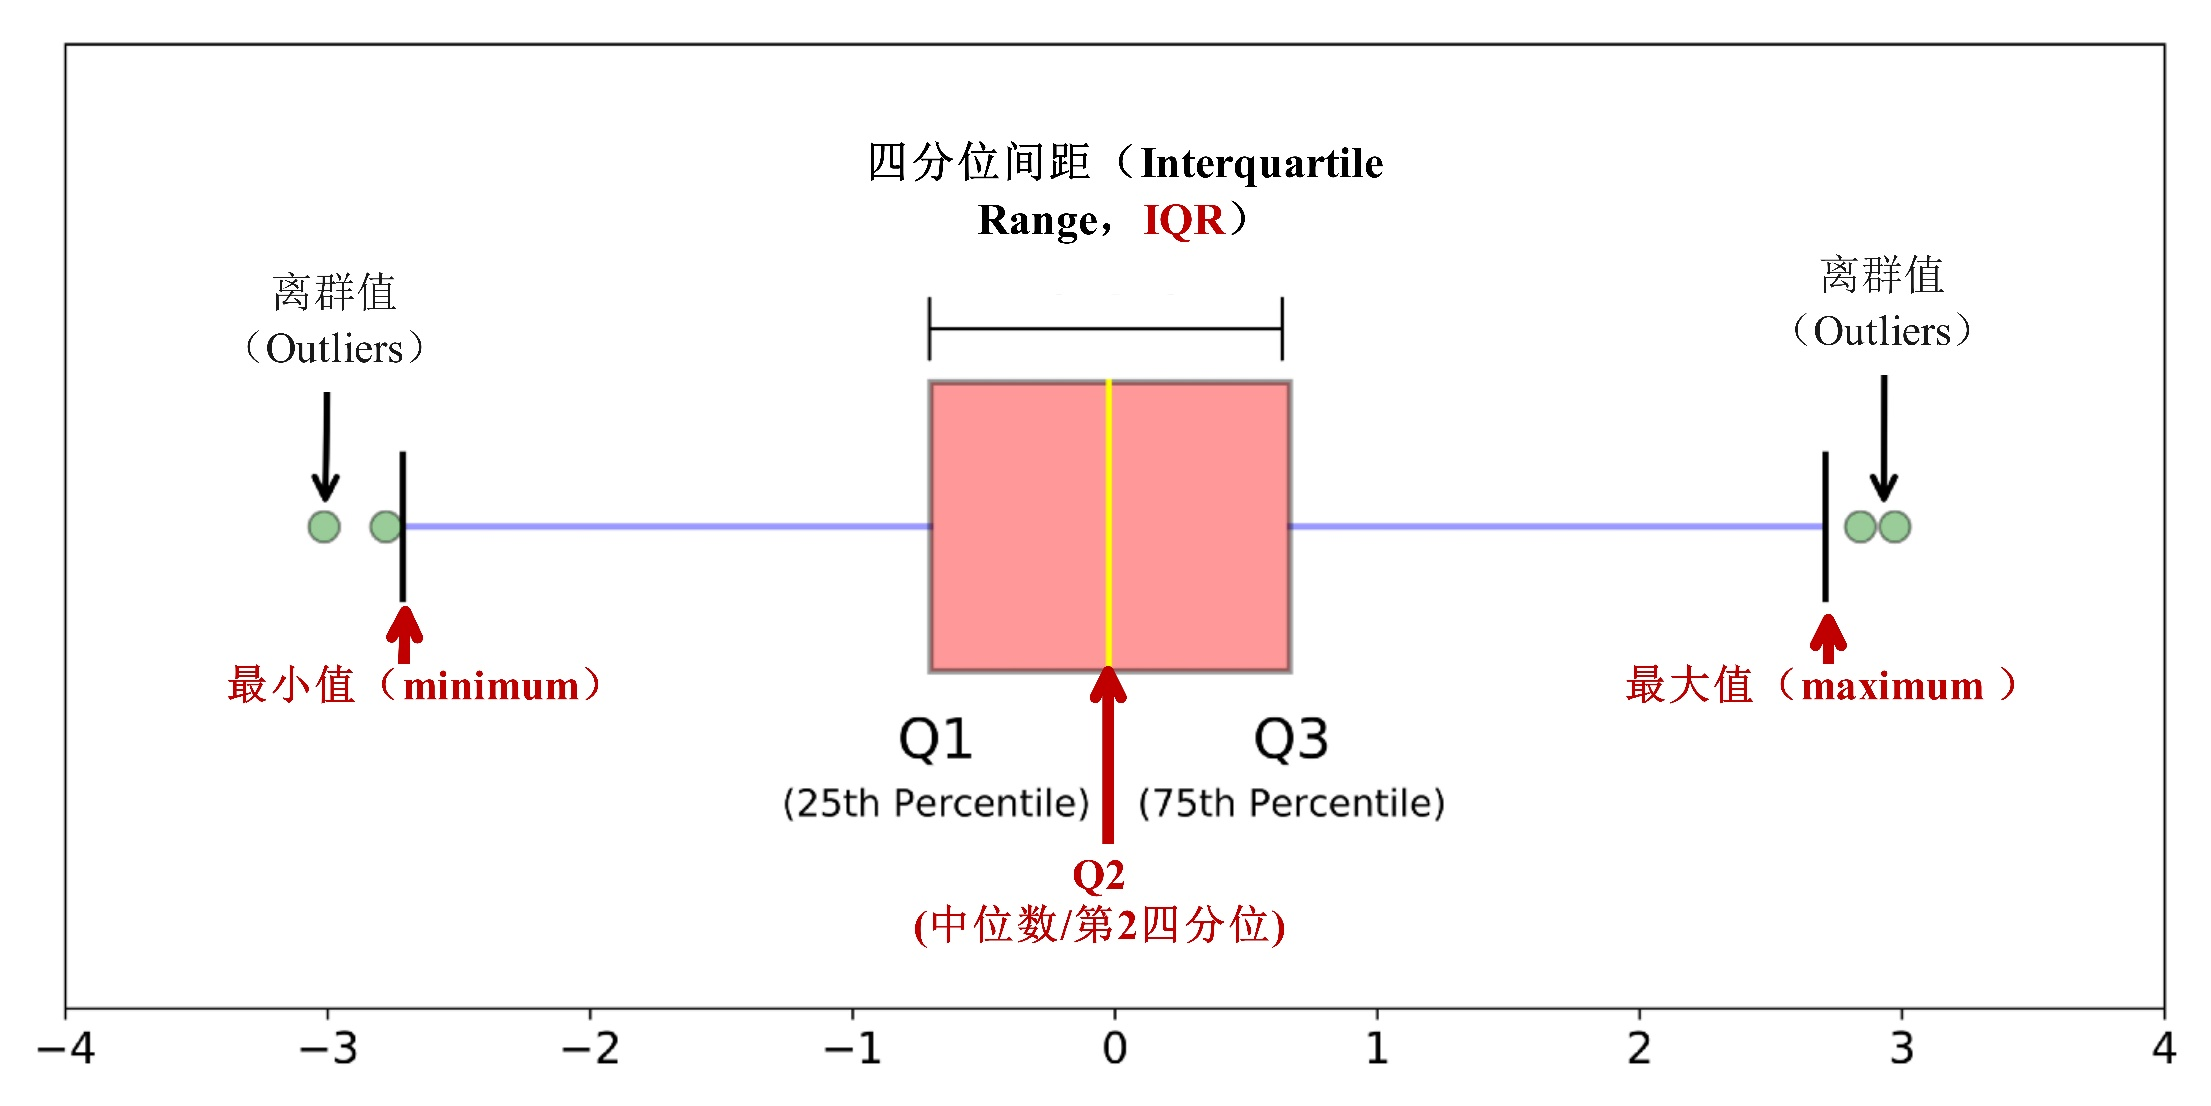 四分位间距（Interquartile
Range，IQR）
离群值
（Outliers）
离群值
（Outliers）
最小值（minimum）
最大值（maximum ）
Q1
Q3
(25th Percentile)
(75th Percentile)
Q2
(中位数/第2四分位)
−4 −3 −2 −1 0 1 2 3 4